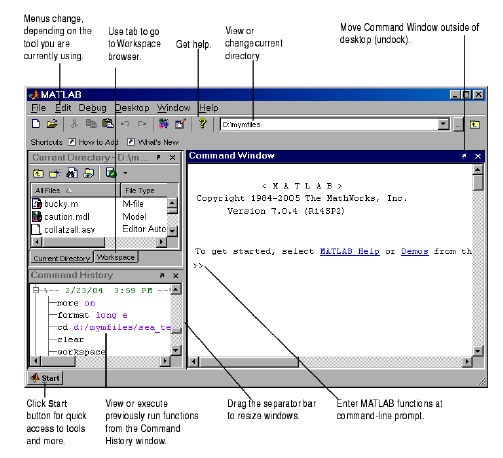 Menus change,
depending on the
tool you are
currently using.
Use tab to go
to Workspace
browser.
Get help.
View or
change current
directory.
Move Command Window outside of
desktop (undock).
MATLAB
File Edit Debug Desktop Window Help
D:\mymfiles
Shortcuts How to Add What's New
Current Directory - D:\m...
All Files File Type
bucky.m M-file
caution.mdl Model
collatzall.asv Editor Auto
Current Directory Workspace
Command History
%-- 2/23/04 3:59 PM --%
more on
format long e
cd d:/mymfiles/sea_te
clear
workspace
Command Window
< M A T L A B >
Copyright 1984-2005 The MathWorks, Inc.
Version 7.0.4 (R14SP2)
To get started, select MATLAB Help or Demos from th
>>
Start
Click Start
button for quick
access to tools
and more.
View or execute
previously run functions
from the Command
History window.
Drag the separator bar
to resize windows.
Enter MATLAB functions at
command-line prompt.